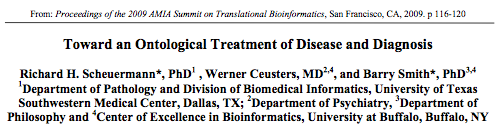 From: Proceedings of the 2009 AMIA Summit on Translational Bioinformatics, San Francisco, CA, 2009. p 116-120
Toward an Ontological Treatment of Disease and Diagnosis
Richard H. Scheuermann*, PhD1 , Werner Ceusters, MD2,4, and Barry Smith*, PhD3,4
1Department of Pathology and Division of Biomedical Informatics, University of Texas
Southwestern Medical Center, Dallas, TX; 2Department of Psychiatry, 3Department of
Philosophy and 4Center of Excellence in Bioinformatics, University at Buffalo, Buffalo, NY